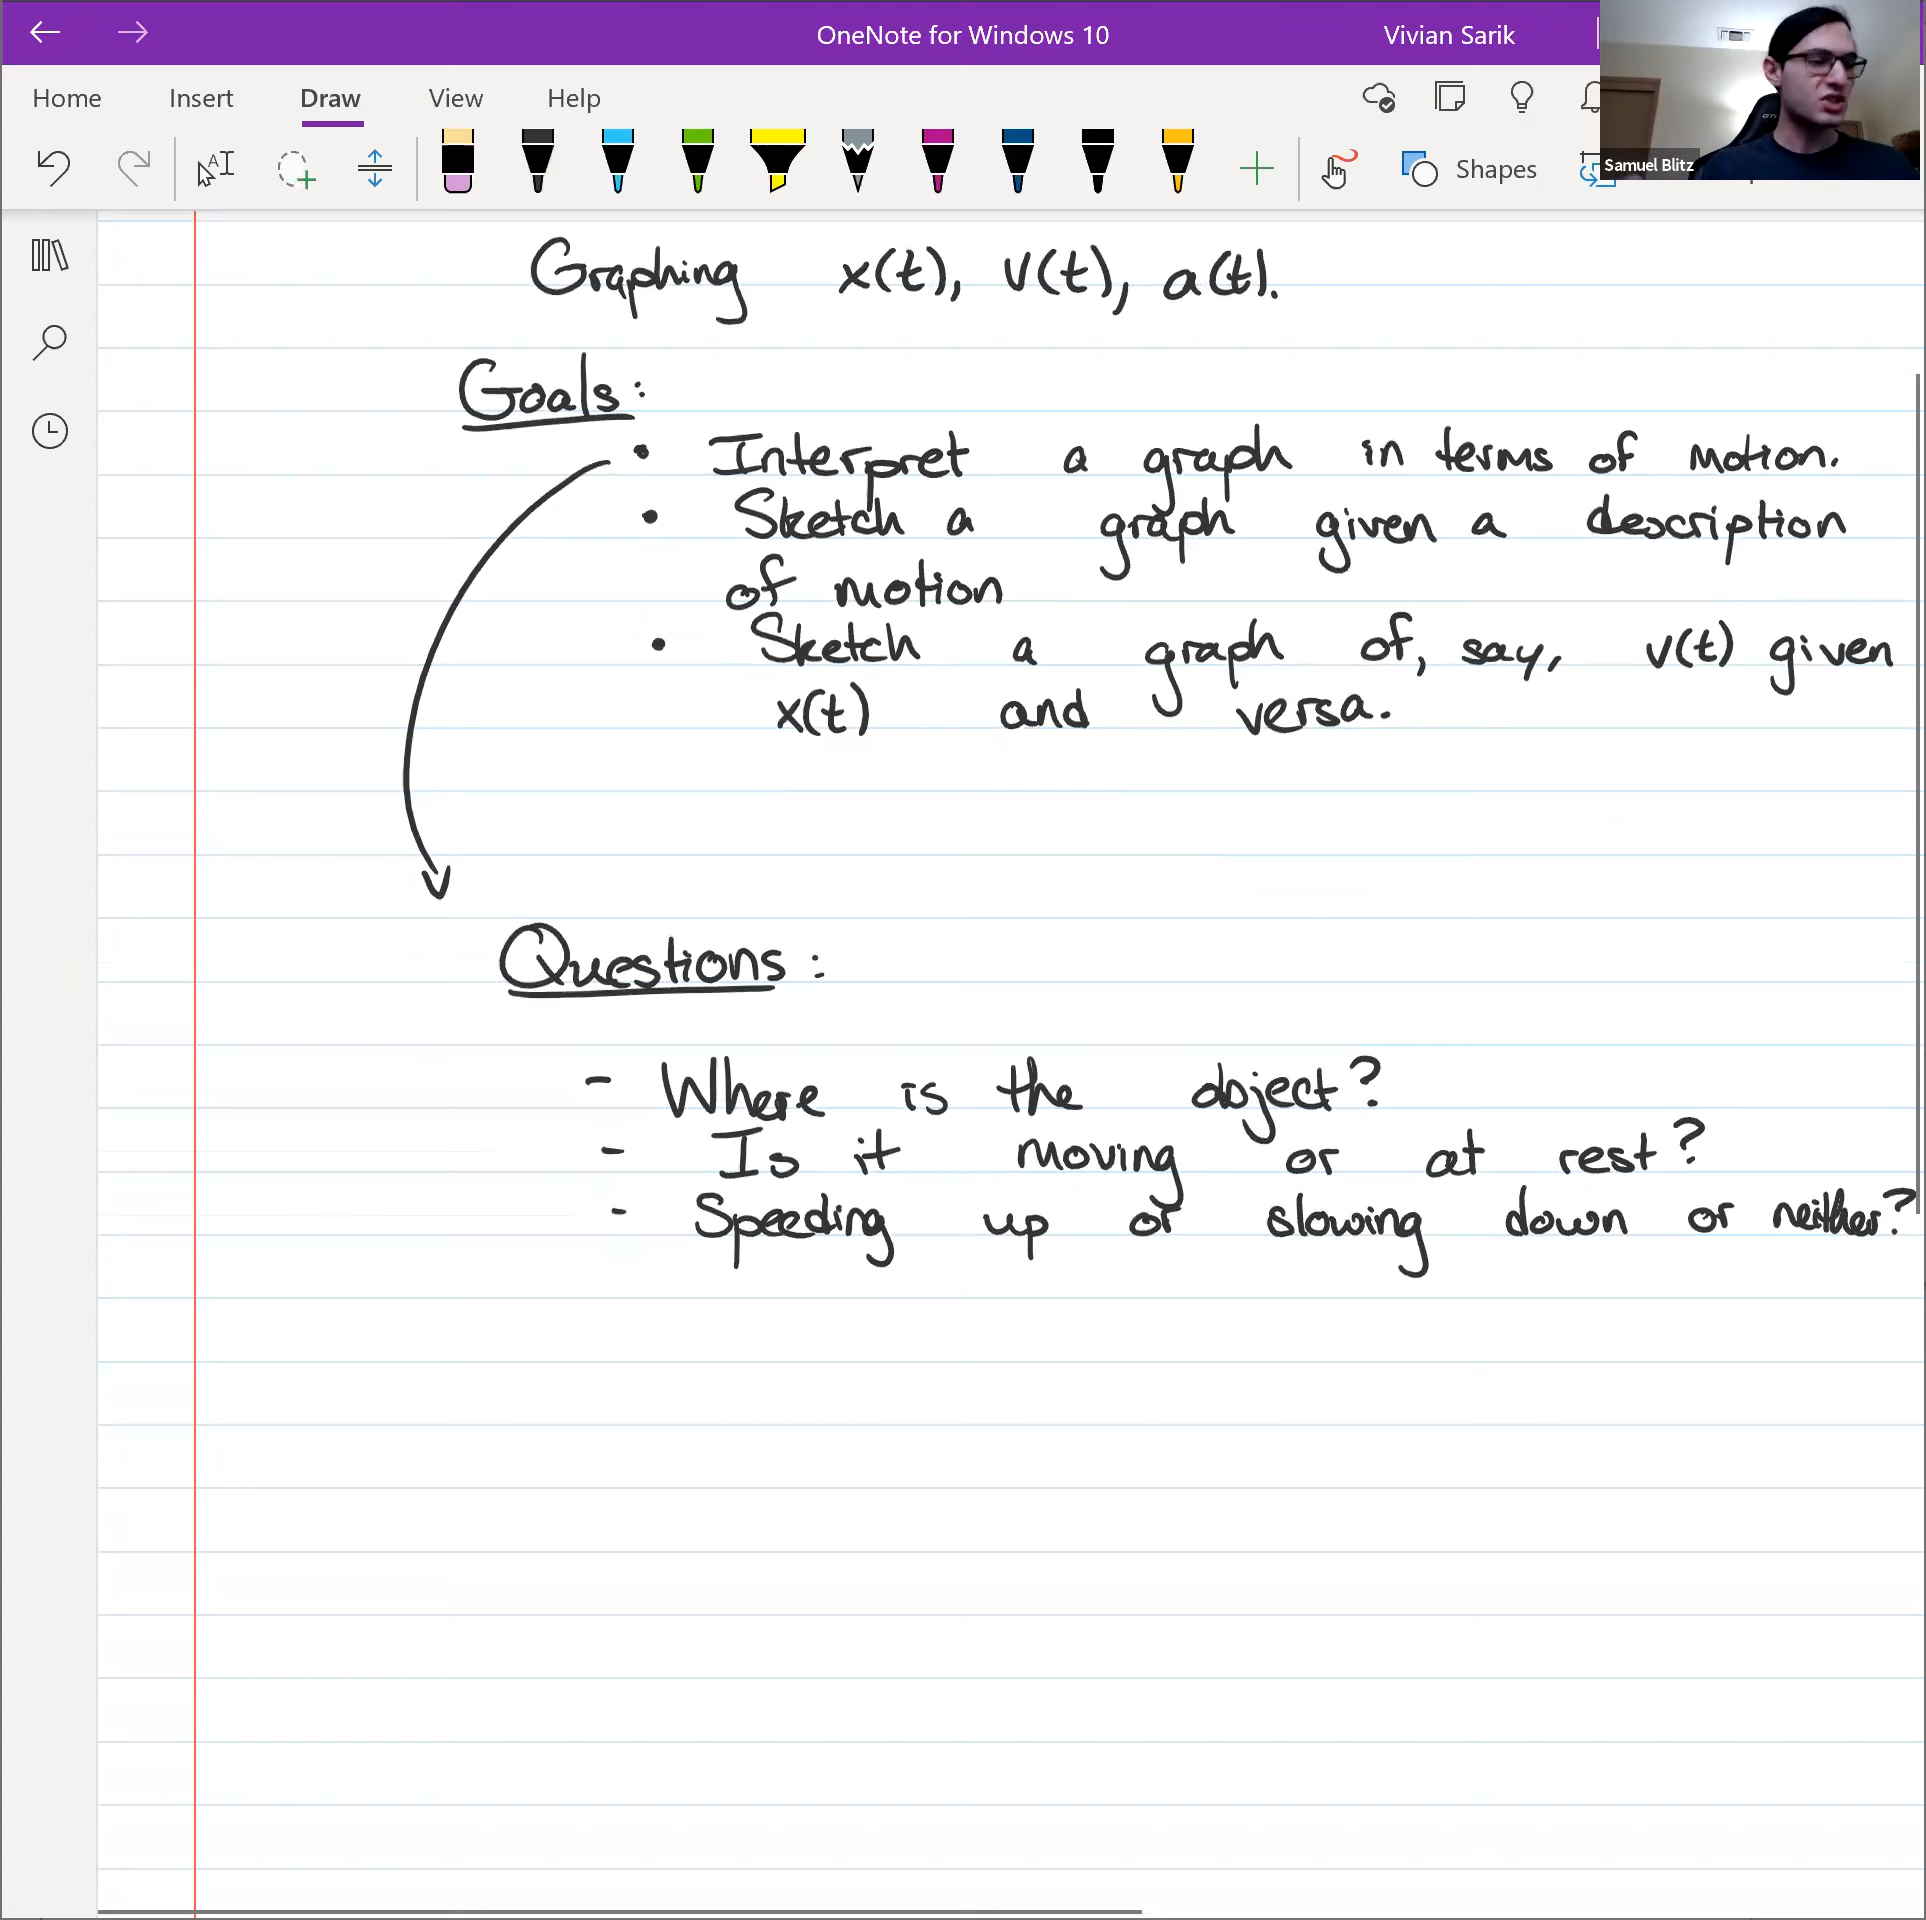 OneNote for Windows 10
Vivian Sarik
Home Insert Draw View Help
Shapes
Samuel Blitz
Graphing x(t), v(t), a(t).
Goals:
• Interpret a graph in terms of motion.
• Sketch a graph given a description
of motion
• Sketch a graph of, say, v(t) given
x(t) and versa.
Questions:
- Where is the object?
- Is it moving or at rest?
- Speeding up or slowing down or neither?